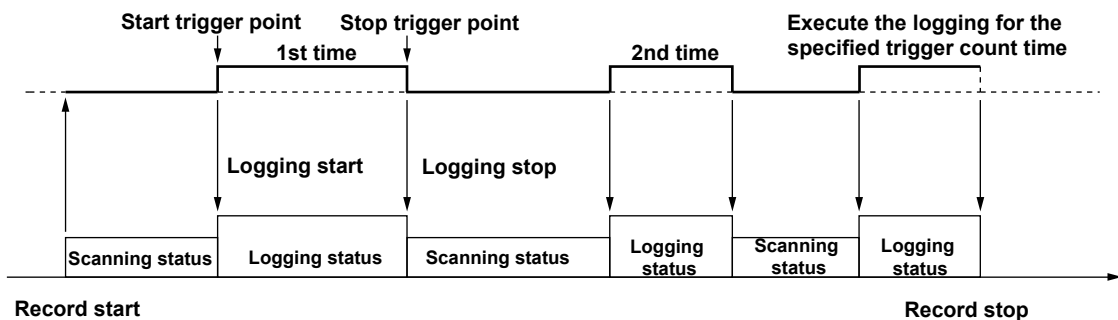 Start trigger point
Stop trigger point
Execute the logging for the
specified trigger count time
1st time
2nd time
Logging start
Logging stop
Scanning status
Logging status
Scanning status
Logging
status
Scanning
status
Logging
status
Record start
Record stop